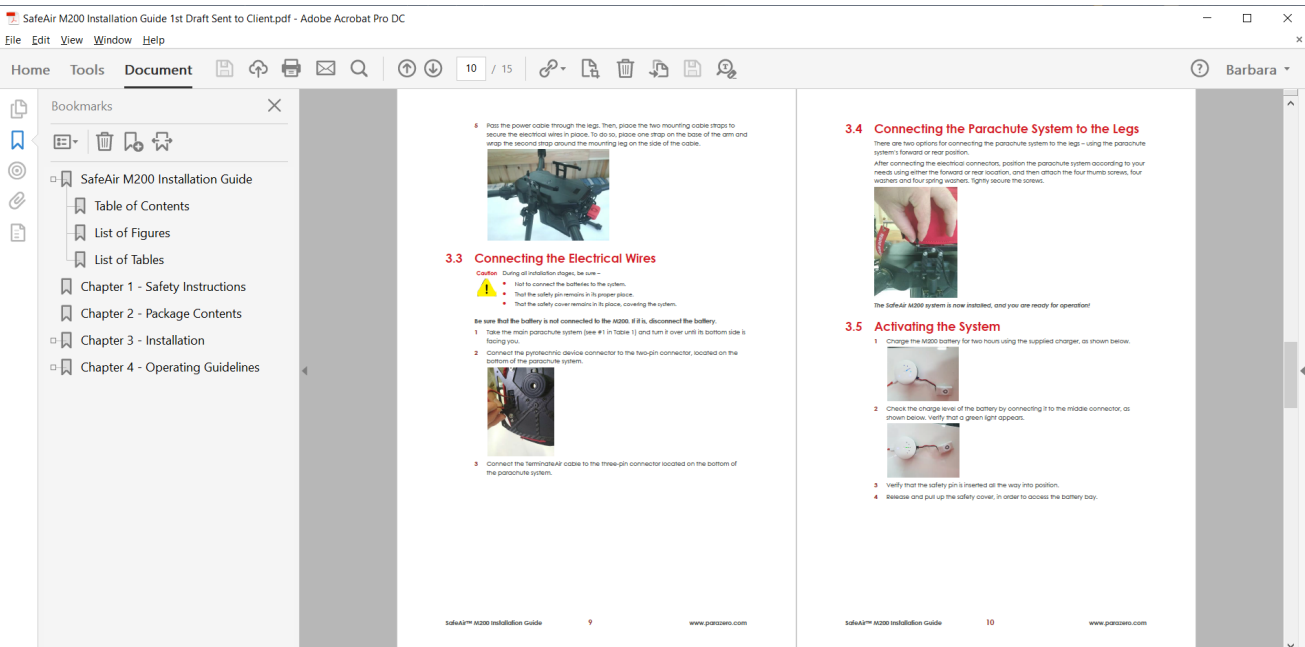 SafeAir M200 Installation Guide 1st Draft Sent to Client.pdf - Adobe Acrobat Pro DC
File Edit View Window Help
Home Tools Document 10 / 15 Barbara
Bookmarks
SafeAir M200 Installation Guide
Table of Contents
List of Figures
List of Tables
Chapter 1 - Safety Instructions
Chapter 2 - Package Contents
Chapter 3 - Installation
Chapter 4 - Operating Guidelines
5 Pass the power cable through the legs. Then, place the two mounting cable straps to
secure the electrical wires in place. To do so, place one strap on the base of the arm and
wrap the second strap around the mounting leg on the side of the cable.
3.3 Connecting the Electrical Wires
Caution During all installation stages, be sure –
• Not to connect the batteries to the system.
• That the safety pin remains in its proper place.
• That the safety cover remains in its place, covering the system.
Be sure that the battery is not connected to the M200. If it is, disconnect the battery.
1 Take the main parachute system (see #1 in Table 1) and turn it over until its bottom side is
facing you.
2 Connect the pyrotechnic device connector to the two-pin connector, located on the
bottom of the parachute system.
3 Connect the TerminateAir cable to the three-pin connector located on the bottom of
the parachute system.
SafeAir™ M200 Installation Guide 9 www.parazero.com
3.4 Connecting the Parachute System to the Legs
There are two options for connecting the parachute system to the legs – using the parachute
system's forward or rear position.
After connecting the electrical connectors, position the parachute system according to your
needs using either the forward or rear location, and then attach the four thumb screws, four
washers and four spring washers. Tightly secure the screws.
The SafeAir M200 system is now installed, and you are ready for operation!
3.5 Activating the System
1 Charge the M200 battery for two hours using the supplied charger, as shown below.
2 Check the charge level of the battery by connecting it to the middle connector, as
shown below. Verify that a green light appears.
3 Verify that the safety pin is inserted all the way into position.
4 Release and pull up the safety cover, in order to access the battery bay.
SafeAir™ M200 Installation Guide 10 www.parazero.com